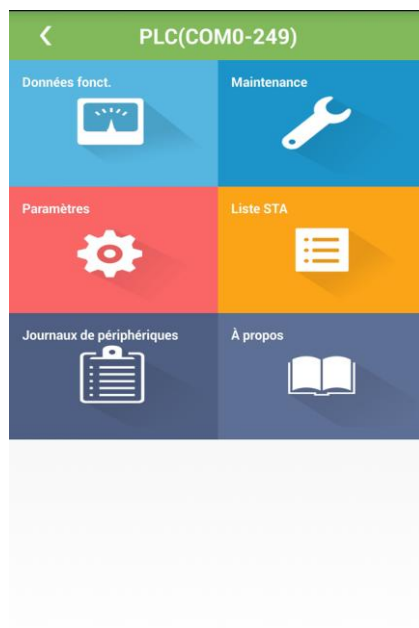 PLC(COM0-249)
Données fonct.
Maintenance
Paramètres
Liste STA
Journaux de périphériques
À propos